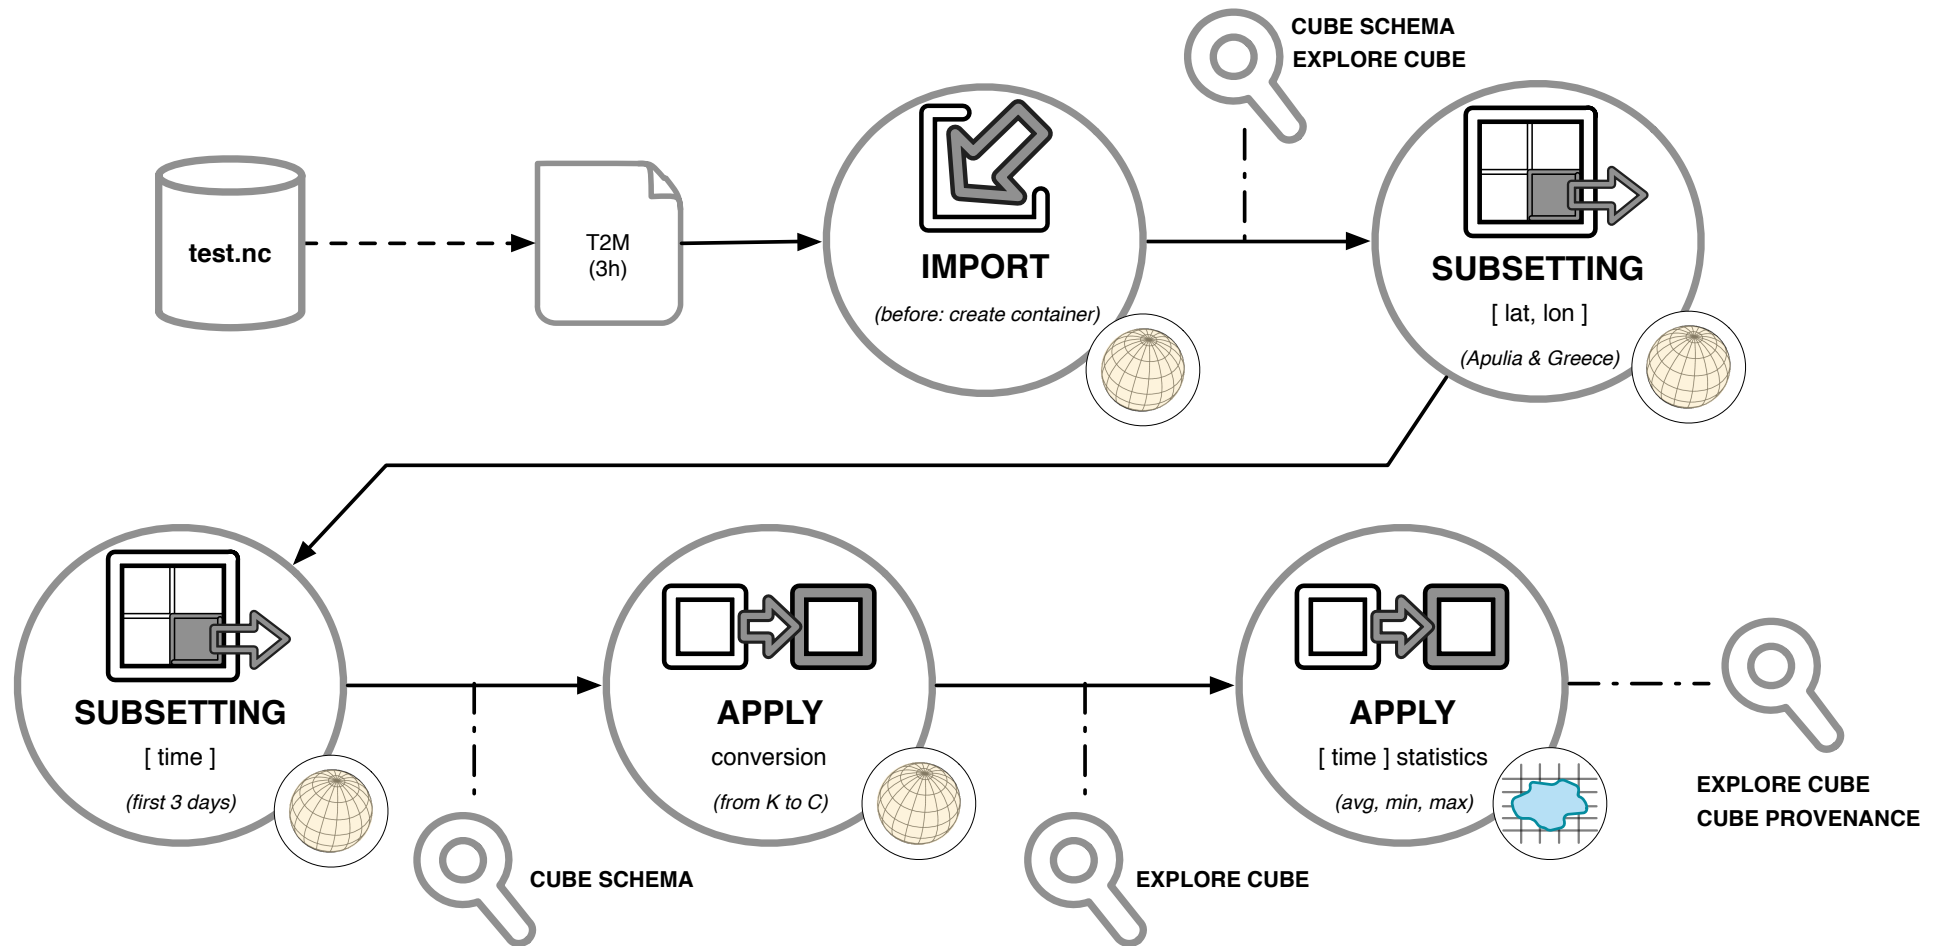 CUBE SCHEMA
EXPLORE CUBE
test.nc
T2M
(3h)
IMPORT
(before: create container)
SUBSETTING
[ lat, lon ]
(Apulia & Greece)
SUBSETTING
[ time ]
(first 3 days)
CUBE SCHEMA
APPLY
conversion
(from K to C)
EXPLORE CUBE
APPLY
[ time ] statistics
(avg, min, max)
EXPLORE CUBE
CUBE PROVENANCE